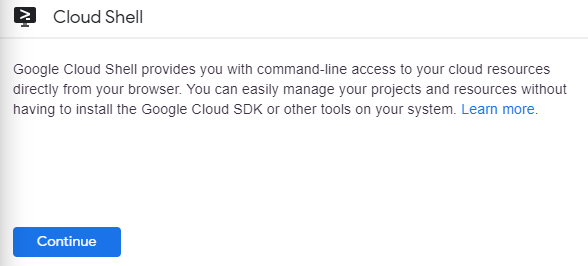 Cloud Shell
Google Cloud Shell provides you with command-line access to your cloud resources
directly from your browser. You can easily manage your projects and resources without
having to install the Google Cloud SDK or other tools on your system. Learn more.
Continue